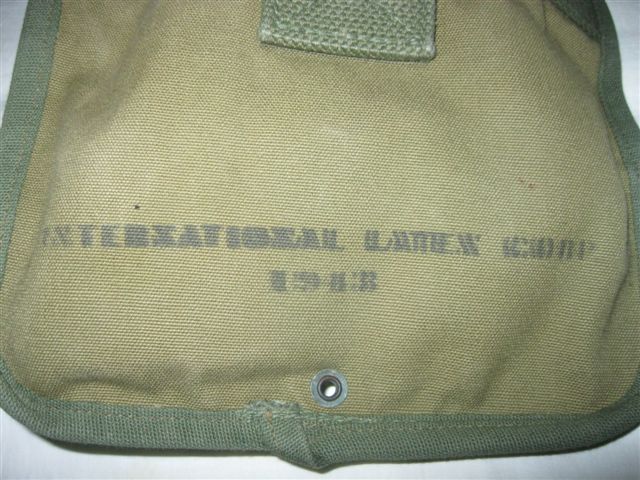 INTERNATIONAL LATEX CORP
1943